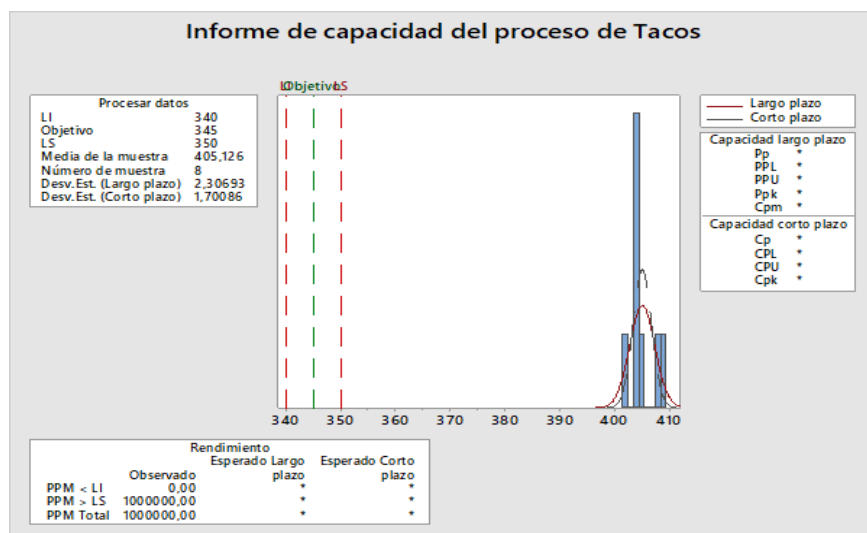 Informe de capacidad del proceso de Tacos
LI Objetivo LS
Procesar datos
LI 340
Objetivo 345
LS 350
Media de la muestra 405,126
Número de muestra 8
Desv.Est. (Largo plazo) 2,30693
Desv.Est. (Corto plazo) 1,70086
Largo plazo
Corto plazo
Capacidad largo plazo
Pp *
PPL *
PPU *
Ppk *
Cpm *
Capacidad corto plazo
Cp *
CPL *
CPU *
Cpk *
340 350 360 370 380 390 400 410
Rendimiento
Esperado Largo Esperado Corto
Observado plazo plazo
PPM < LI 0,00 * *
PPM > LS 1000000,00 * *
PPM Total 1000000,00 * *